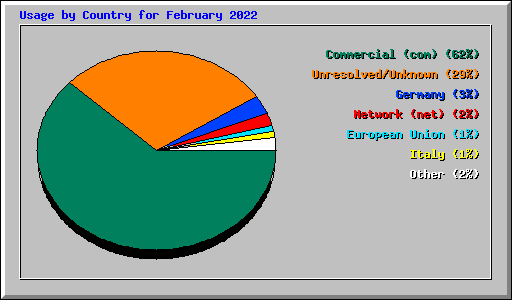 Usage by Country for February 2022
Commercial (com) (62%)
Unresolved/Unknown (29%)
Germany (3%)
Network (net) (2%)
European Union (1%)
Italy (1%)
Other (2%)